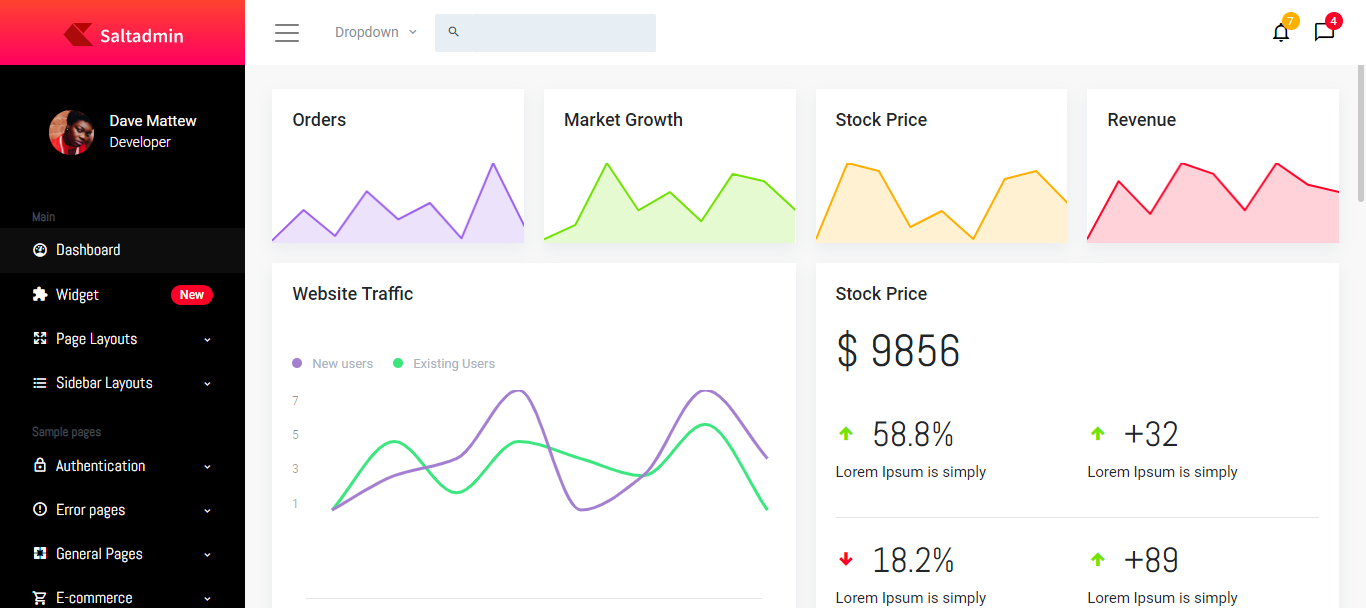 Saltadmin
Dropdown
7
4
Dave Mattew
Developer
Main
Dashboard
Widget New
Page Layouts
Sidebar Layouts
Sample pages
Authentication
Error pages
General Pages
E-commerce
Orders
Market Growth
Stock Price
Revenue
Website Traffic
New users Existing Users
7
5
3
1
Stock Price
$ 9856
58.8%
Lorem Ipsum is simply
+32
Lorem Ipsum is simply
18.2%
Lorem Ipsum is simply
+89
Lorem Ipsum is simply